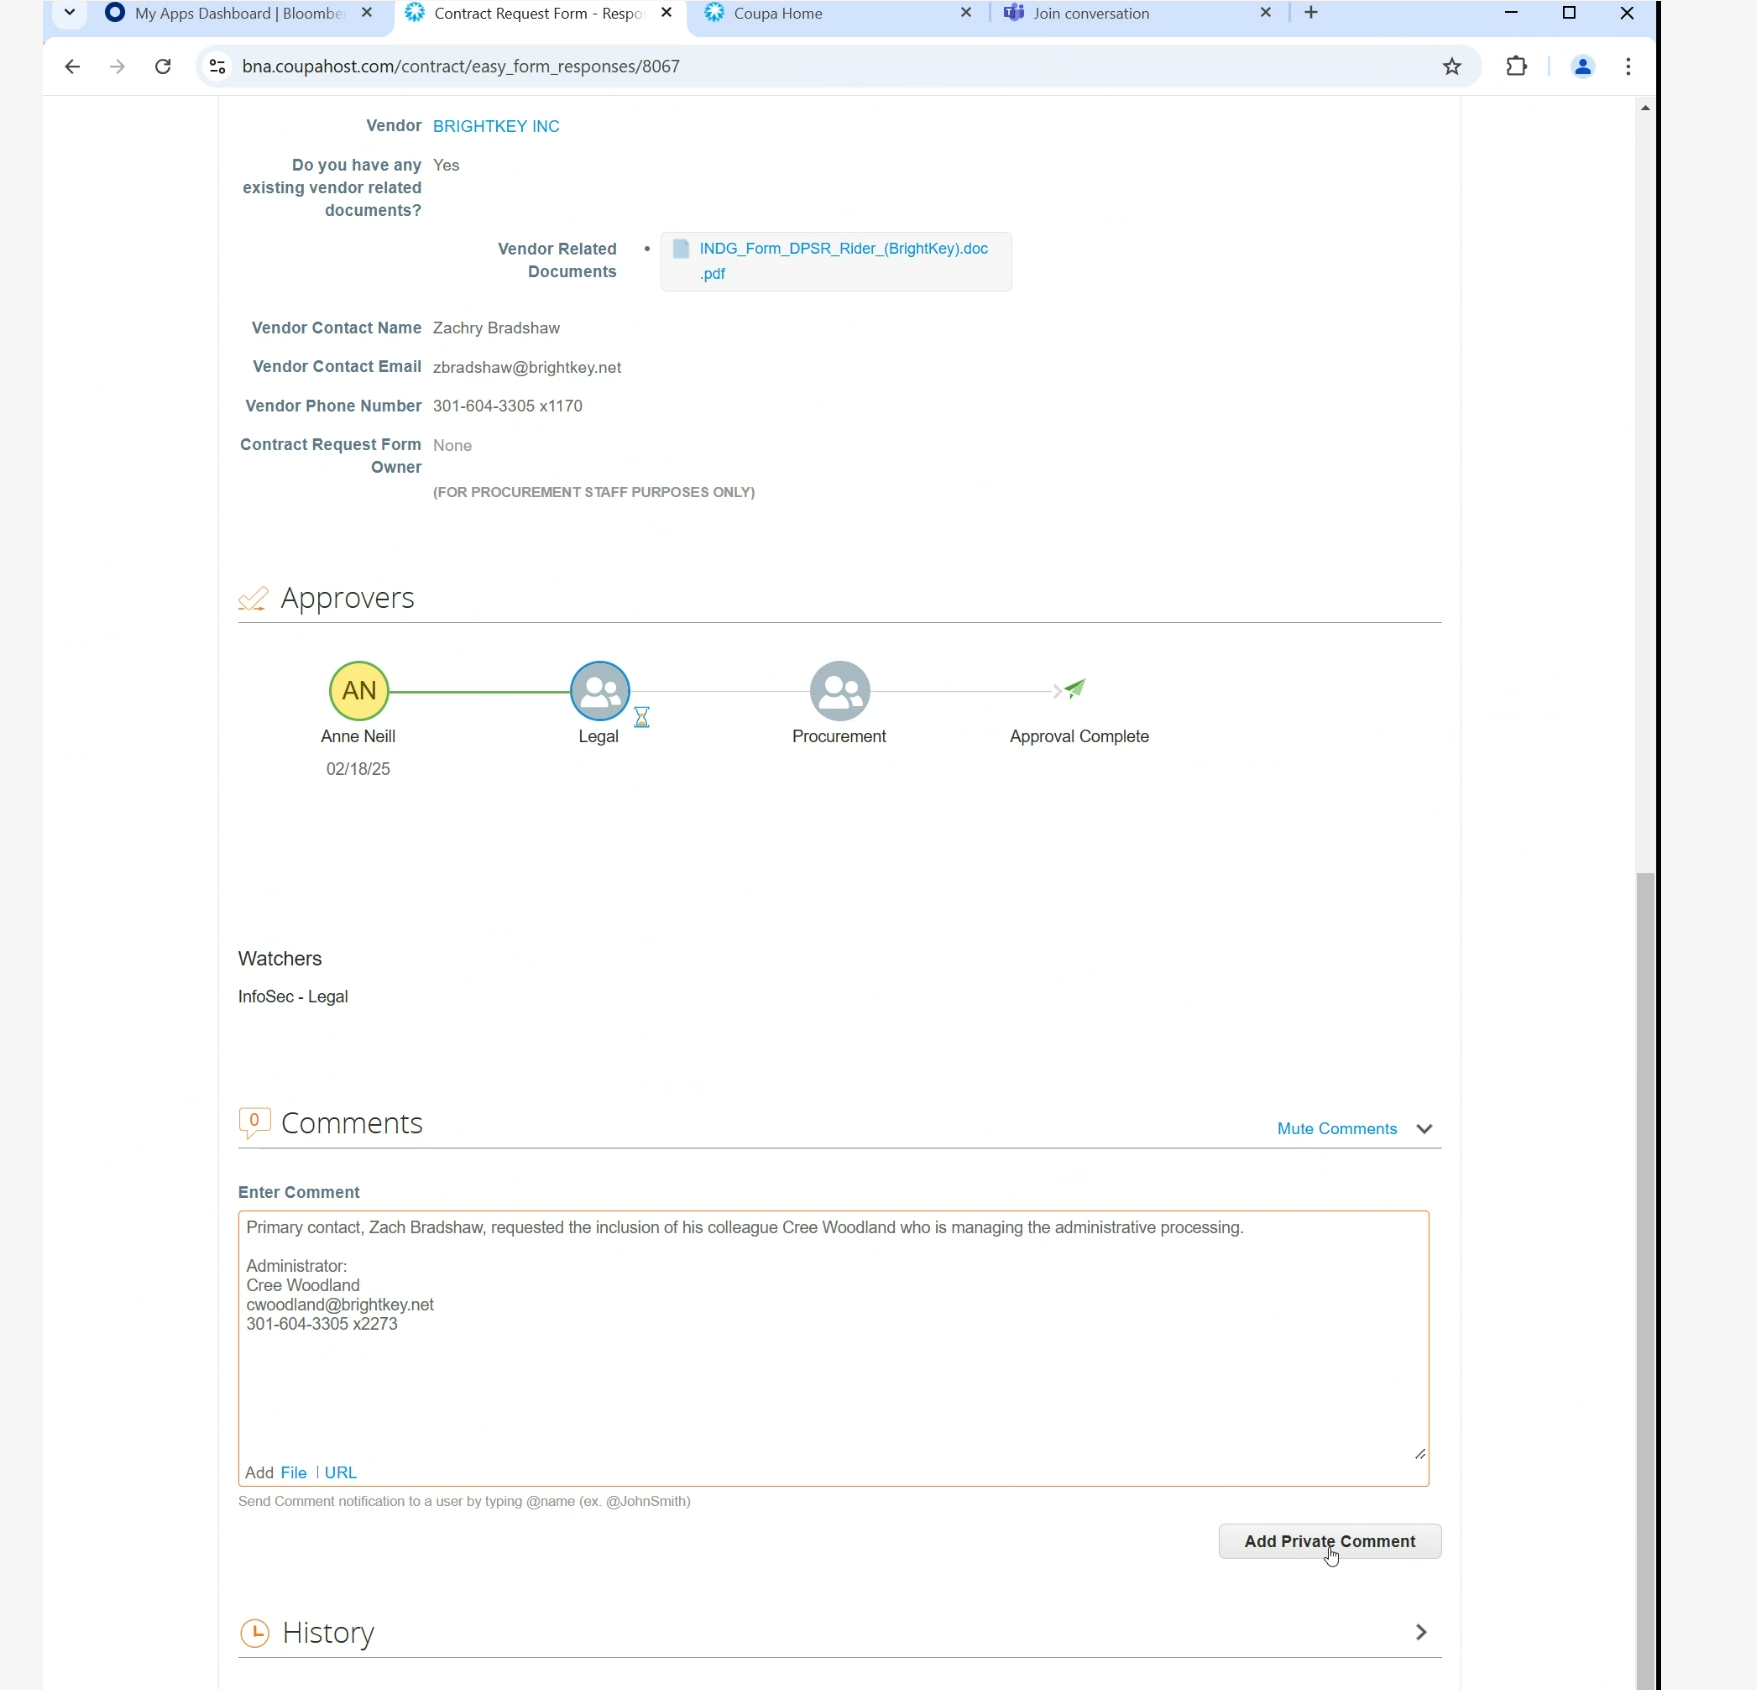 My Apps Dashboard | Bloombe
Contract Request Form - Respo
Coupa Home
Join conversation
bna.coupahost.com/contract/easy_form_responses/8067
Vendor BRIGHTKEY INC
Do you have any Yes
existing vendor related
documents?
Vendor Related • INDG_Form_DPSR_Rider_(BrightKey).doc
Documents .pdf
Vendor Contact Name Zachry Bradshaw
Vendor Contact Email zbradshaw@brightkey.net
Vendor Phone Number 301-604-3305 x1170
Contract Request Form None
Owner
(FOR PROCUREMENT STAFF PURPOSES ONLY)
Approvers
AN
Anne Neill Legal Procurement Approval Complete
02/18/25
Watchers
InfoSec - Legal
0 Comments
Mute Comments
Enter Comment
Primary contact, Zach Bradshaw, requested the inclusion of his colleague Cree Woodland who is managing the administrative processing.
Administrator:
Cree Woodland
cwoodland@brightkey.net
301-604-3305 x2273
Add File | URL
Send Comment notification to a user by typing @name (ex. @JohnSmith)
Add Private Comment
History